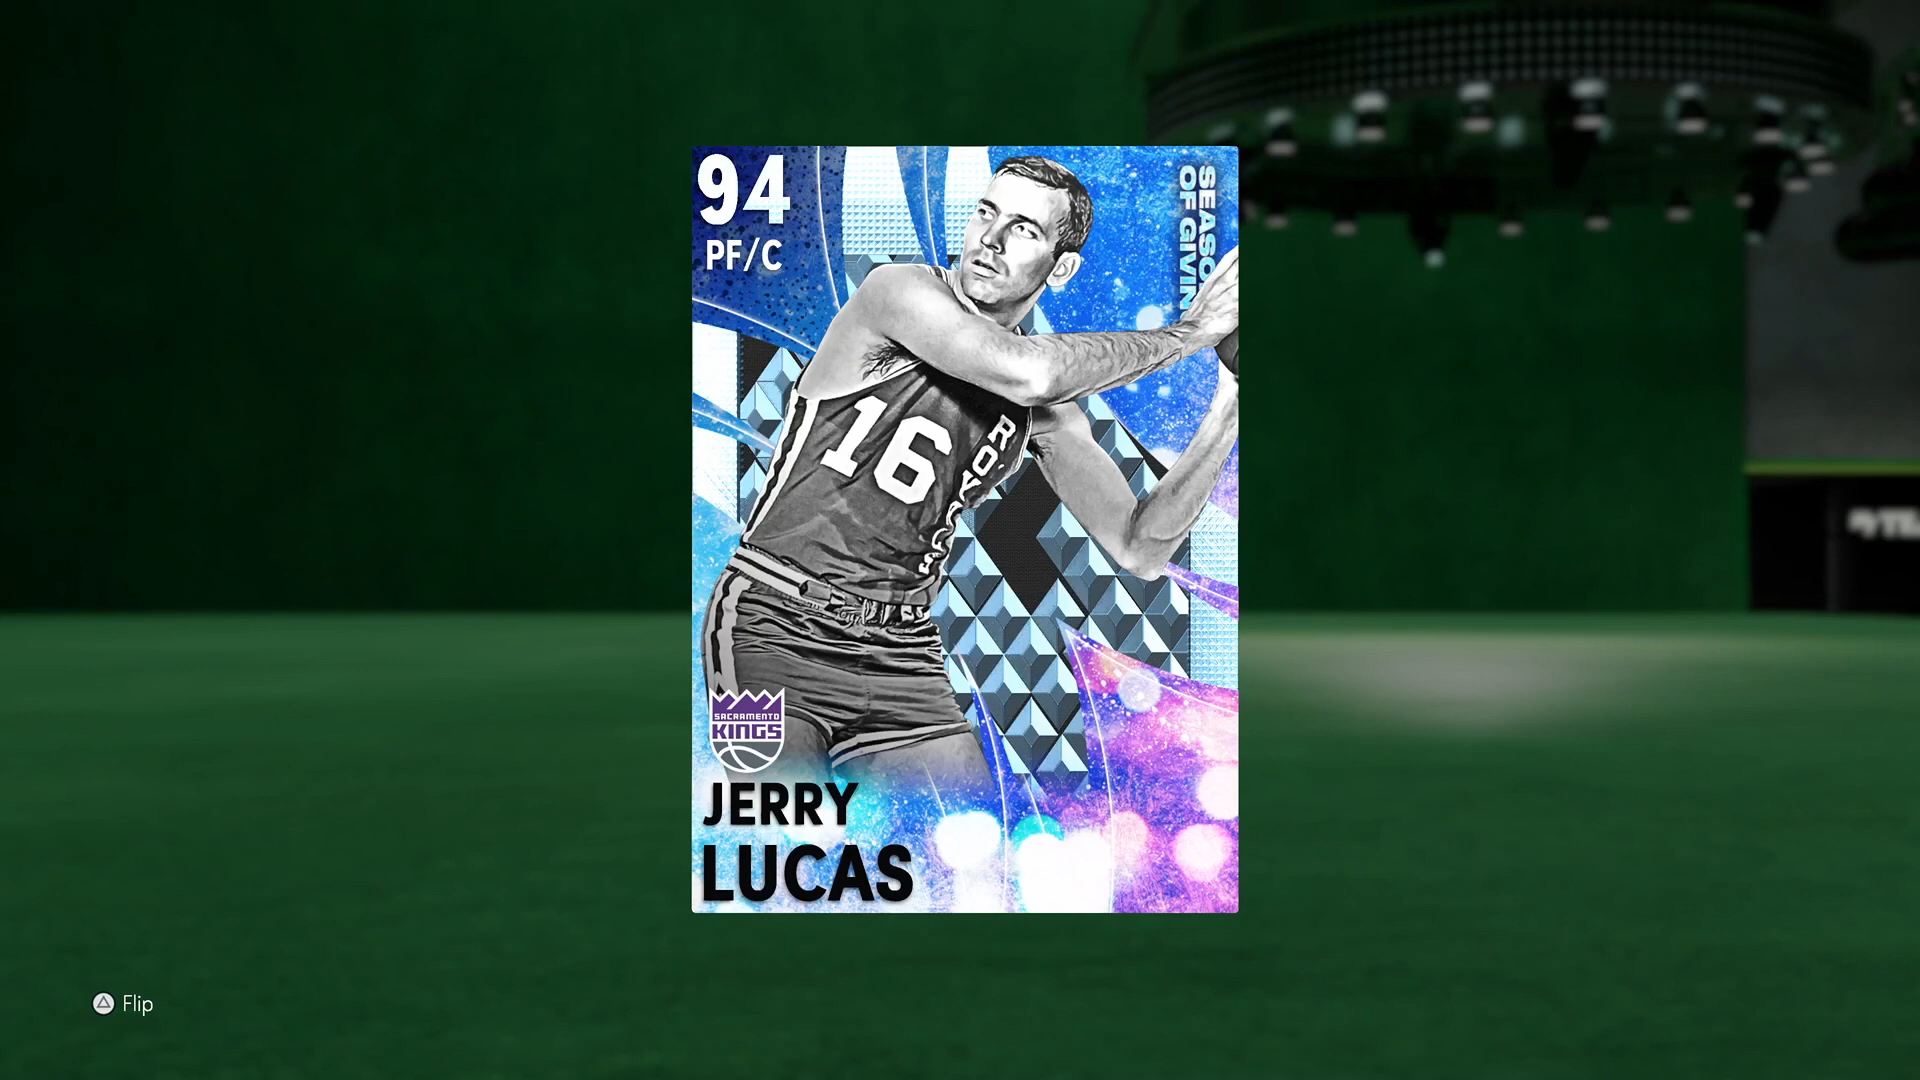 94
PF/C
SEASO
OF GIVIN
16
ROYALS
SACRAMENTO
KINGS
JERRY
LUCAS
Flip